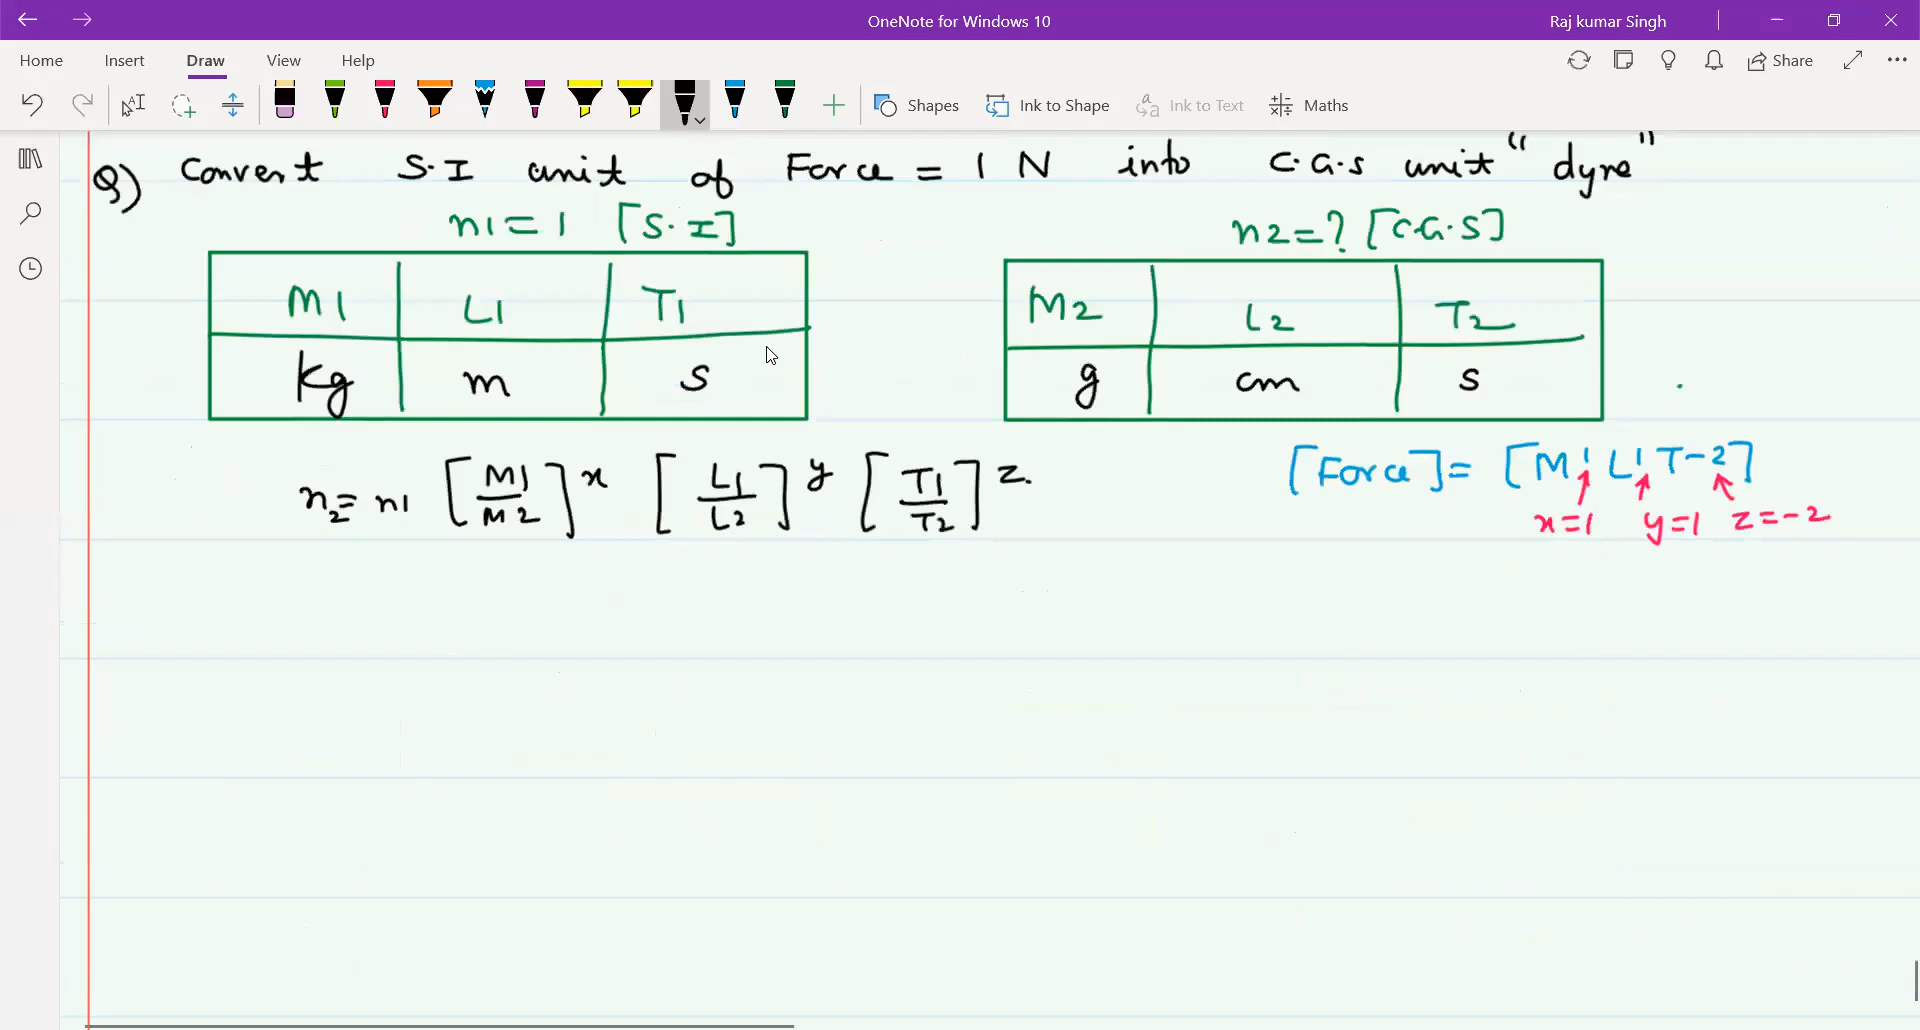 OneNote for Windows 10
Raj kumar Singh
Home Insert Draw View Help
Share
Shapes Ink to Shape Ink to Text Maths
Q) Convert S.I unit of Force = 1 N into C.G.S unit "dyne"
n1 = 1 [S.I]
n2 = ? [C.G.S]
M1 L1 T1
M2 L2 T2
kg m s
g cm s
n2 = n1 [M1/M2]^x [L1/L2]^y [T1/T2]^z.
[Force] = [M^1 L^1 T^-2]
x=1 y=1 z=-2